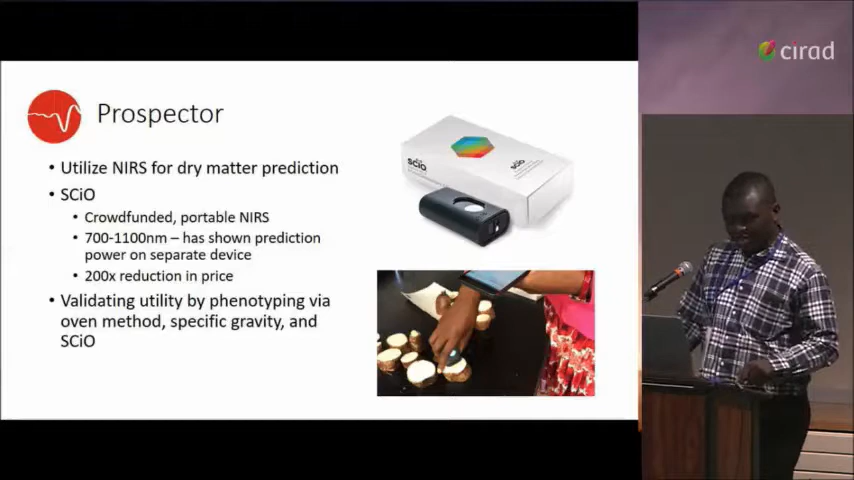 cirad
Prospector
• Utilize NIRS for dry matter prediction
• SCiO
• Crowdfunded, portable NIRS
• 700-1100nm – has shown prediction
power on separate device
• 200x reduction in price
• Validating utility by phenotyping via
oven method, specific gravity, and
SCiO
SCiO
SCiO